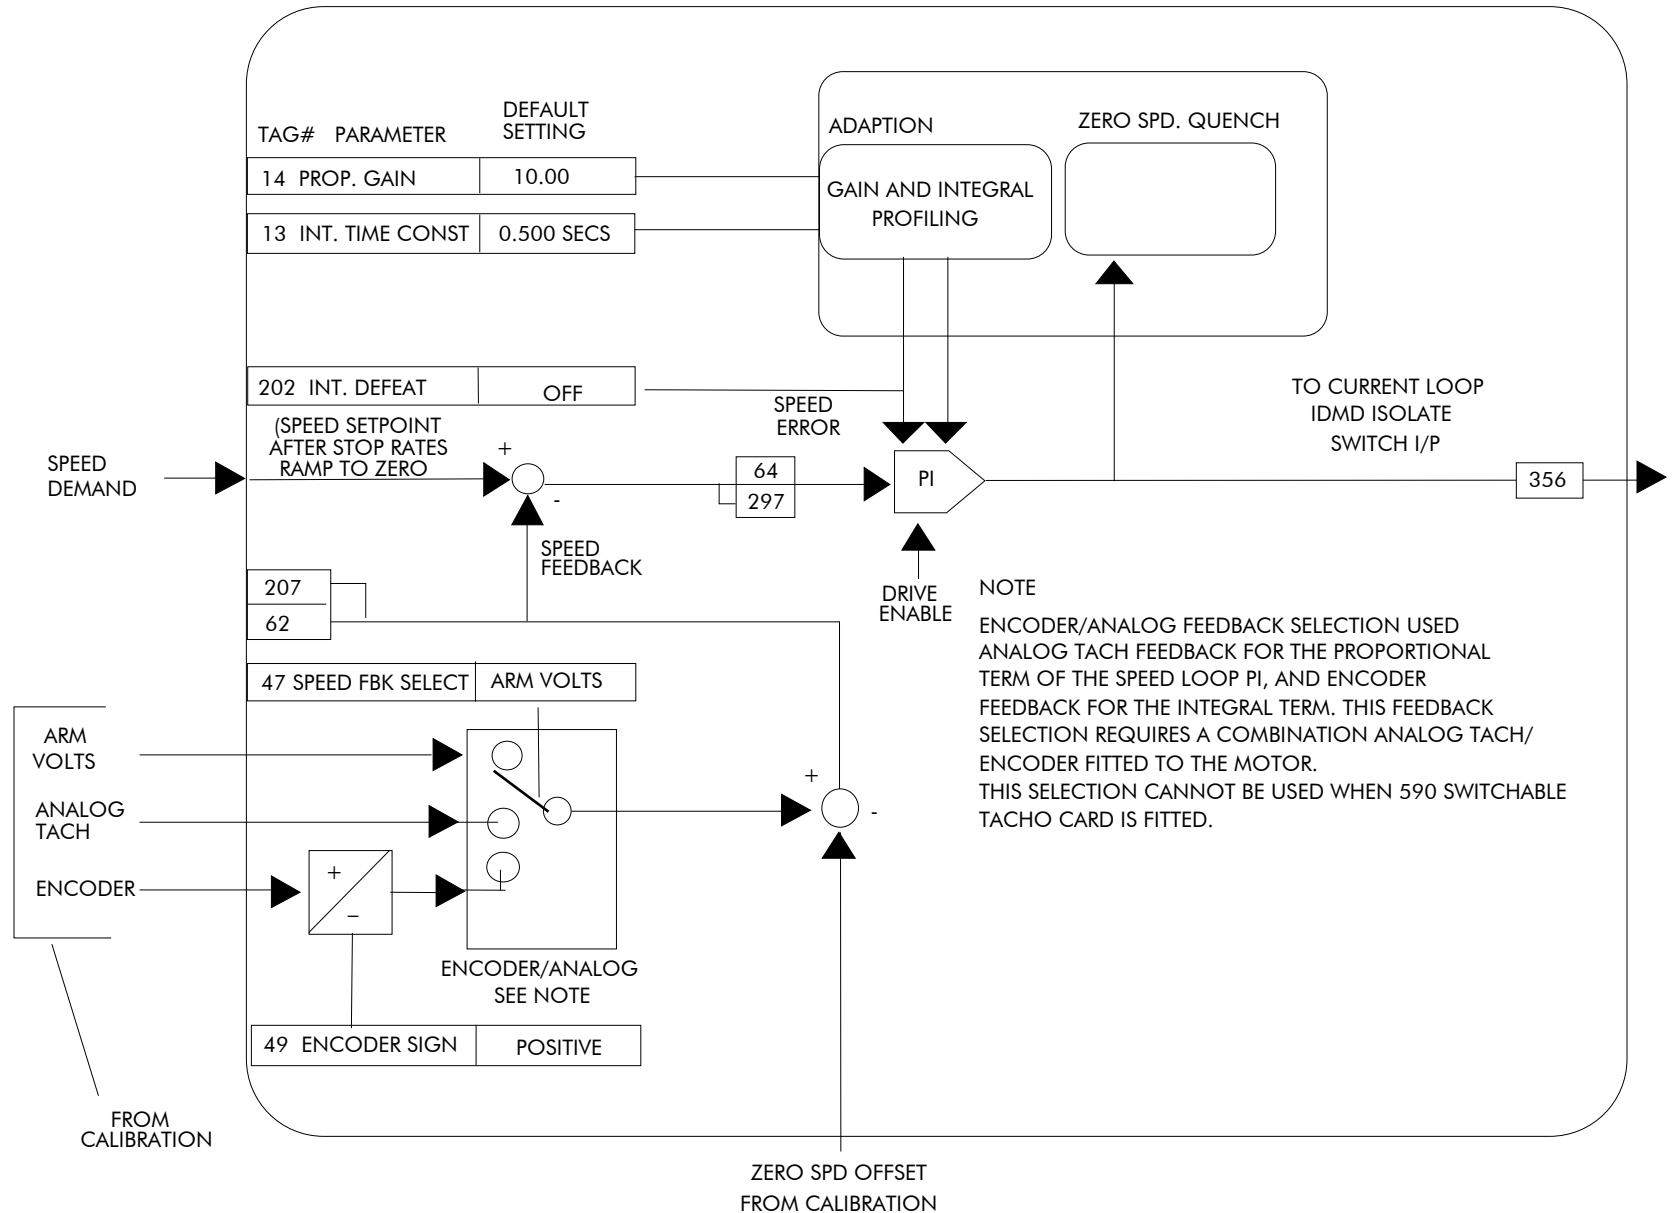 TAG# PARAMETER
DEFAULT
SETTING
14 PROP. GAIN 10.00
13 INT. TIME CONST 0.500 SECS
ADAPTION
ZERO SPD. QUENCH
GAIN AND INTEGRAL
PROFILING
202 INT. DEFEAT OFF
(SPEED SETPOINT
AFTER STOP RATES
RAMP TO ZERO
SPEED
DEMAND
+
-
SPEED
ERROR
64
297
PI
TO CURRENT LOOP
IDMD ISOLATE
SWITCH I/P
356
SPEED
FEEDBACK
DRIVE
ENABLE
207
62
47 SPEED FBK SELECT ARM VOLTS
ARM
VOLTS
ANALOG
TACH
ENCODER
+
–
+
-
ENCODER/ANALOG
SEE NOTE
49 ENCODER SIGN POSITIVE
FROM
CALIBRATION
ZERO SPD OFFSET
FROM CALIBRATION
NOTE
ENCODER/ANALOG FEEDBACK SELECTION USED
ANALOG TACH FEEDBACK FOR THE PROPORTIONAL
TERM OF THE SPEED LOOP PI, AND ENCODER
FEEDBACK FOR THE INTEGRAL TERM. THIS FEEDBACK
SELECTION REQUIRES A COMBINATION ANALOG TACH/
ENCODER FITTED TO THE MOTOR.
THIS SELECTION CANNOT BE USED WHEN 590 SWITCHABLE
TACHO CARD IS FITTED.